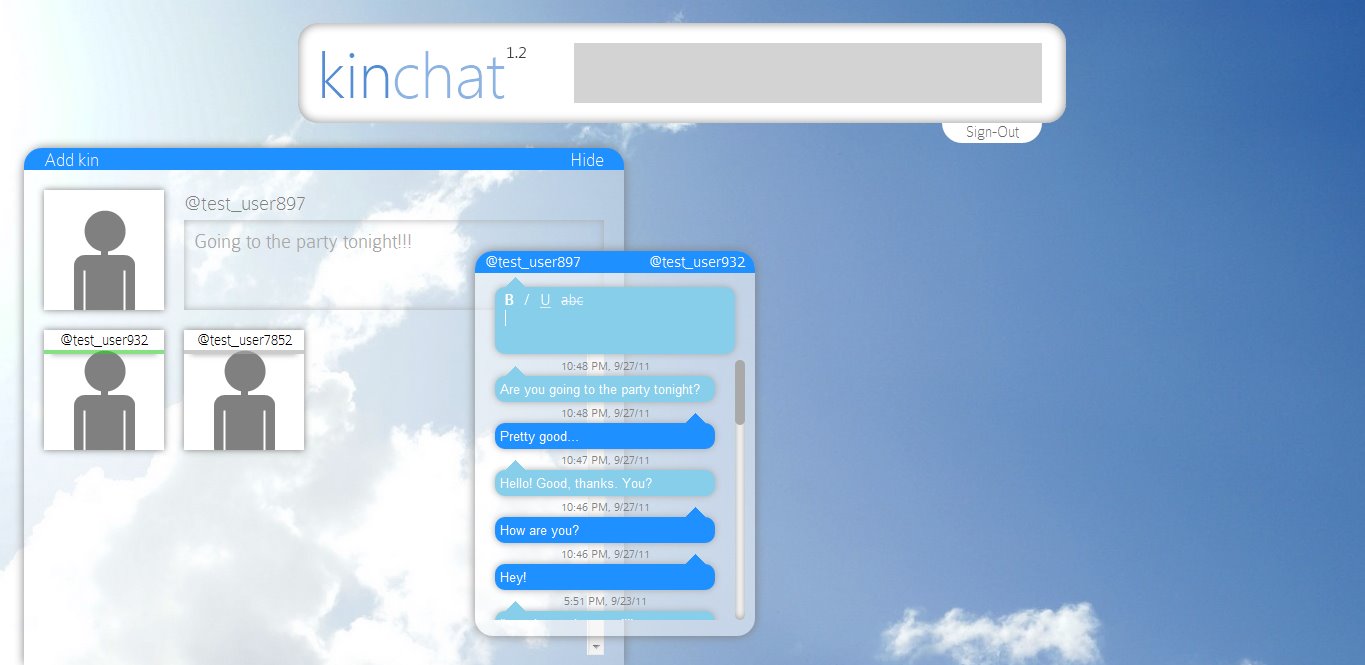 kinchat 1.2
Sign-Out
Add kin Hide
@test_user897
Going to the party tonight!!!
@test_user932 @test_user7852
@test_user897 @test_user932
B I U abc
10:48 PM, 9/27/11
Are you going to the party tonight?
10:48 PM, 9/27/11
Pretty good...
10:47 PM, 9/27/11
Hello! Good, thanks. You?
10:46 PM, 9/27/11
How are you?
10:46 PM, 9/27/11
Hey!
5:51 PM, 9/23/11